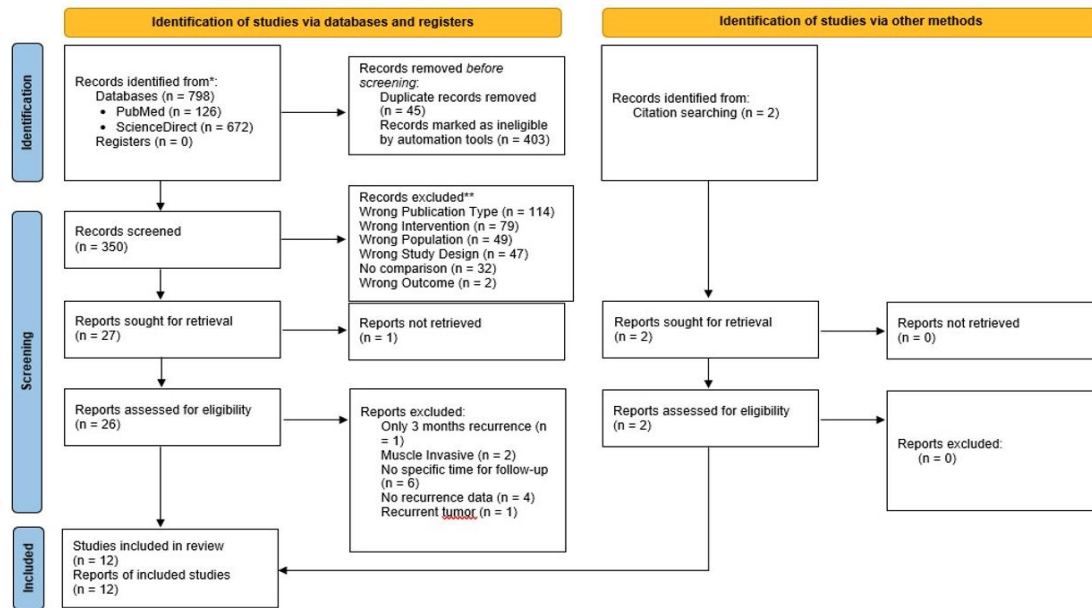 Identification of studies via databases and registers
Identification of studies via other methods
Identification
Records identified from*:
Databases (n = 798)
• PubMed (n = 126)
• ScienceDirect (n = 672)
Registers (n = 0)
Records removed before
screening:
Duplicate records removed
(n = 45)
Records marked as ineligible
by automation tools (n = 403)
Records identified from:
Citation searching (n = 2)
Screening
Records screened
(n = 350)
Records excluded**
Wrong Publication Type (n = 114)
Wrong Intervention (n = 79)
Wrong Population (n = 49)
Wrong Study Design (n = 47)
No comparison (n = 32)
Wrong Outcome (n = 2)
Reports sought for retrieval
(n = 27)
Reports not retrieved
(n = 1)
Reports sought for retrieval
(n = 2)
Reports not retrieved
(n = 0)
Reports assessed for eligibility
(n = 26)
Reports excluded:
Only 3 months recurrence (n
= 1)
Muscle Invasive (n = 2)
No specific time for follow-up
(n = 6)
No recurrence data (n = 4)
Recurrent tumor (n = 1)
Reports assessed for eligibility
(n = 2)
Reports excluded:
(n = 0)
Included
Studies included in review
(n = 12)
Reports of included studies
(n = 12)